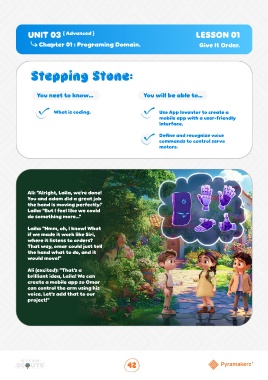 UNIT 03 (Advanced)
LESSON 01
Chapter 01 : Programing Domain.
Give It Order.
Stepping Stone:
You neet to know...
You will be able to...
What is coding.
Use App Inventor to create a
mobile app with a user-friendly
interface.
Define and recognize voice
commands to control servo
motors.
Ali: "Alright, Laila, we're done!
You and adam did a great job
the hand is moving perfectly"
Laila: "But i feel like we could
do something more..."
Laila: "Hmm, oh, I know! What
if we made it work like Siri,
where it listens to orders?
That way, omar could just tell
the hand what to do, and it
would move!"
Ali (excited): "That's a
brilliant idea, Laila! We can
create a mobile app so Omar
can control the arm using his
voice. Let's add that to our
project!"
SCOUTS
42
Pyramakerz